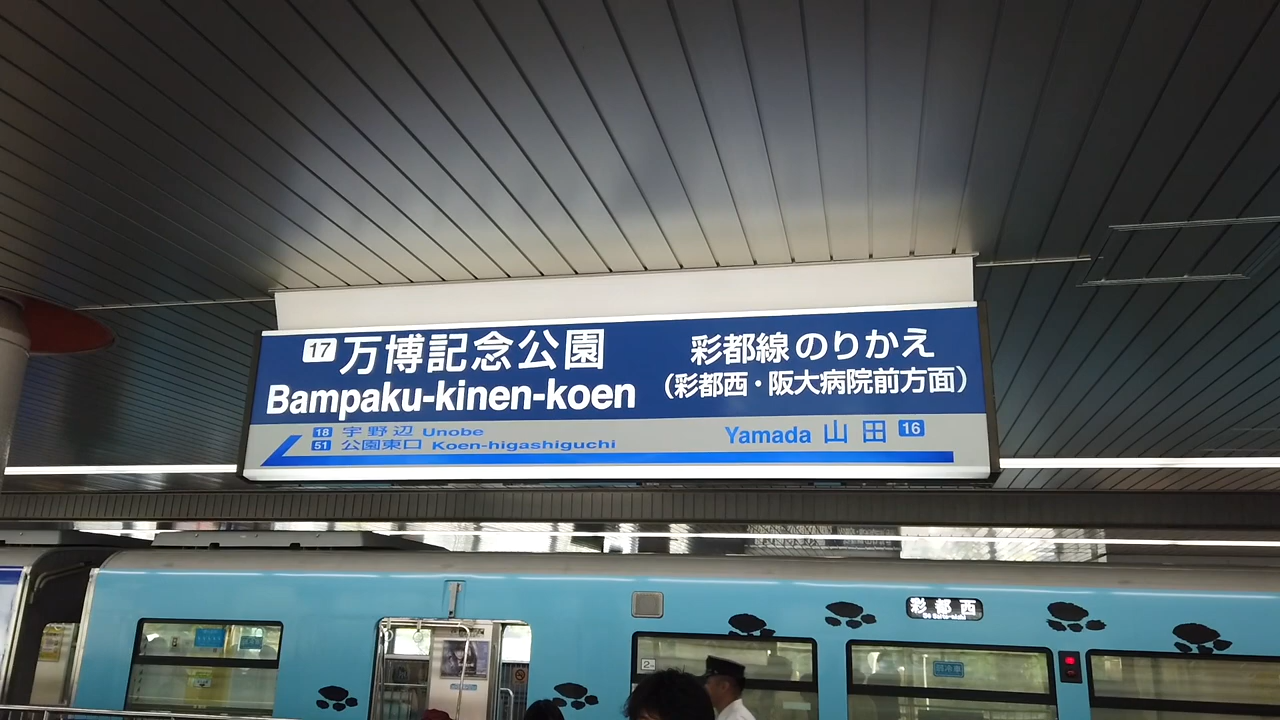 17 万博記念公園
Bampaku-kinen-koen
彩都線のりかえ
(彩都西・阪大病院前方面)
18 宇野辺 Unobe
51 公園東口 Koen-higashiguchi
Yamada 山田 16
彩都西
2